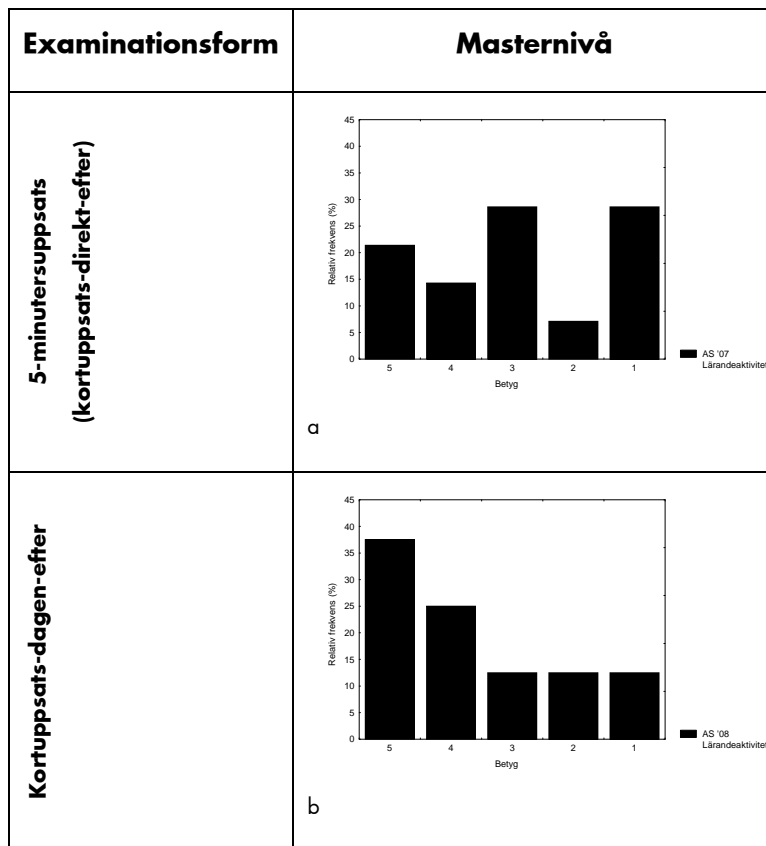 Examinationsform
Masternivå
5-minutersuppsats
(kortuppsats-direkt-efter)
45
40
35
30
25
20
15
10
5
0
Relativ frekvens (%)
5 4 3 2 1
Betyg
AS '07
Lärandeaktivitet
a
Kortuppsats-dagen-efter
45
40
35
30
25
20
15
10
5
0
Relativ frekvens (%)
5 4 3 2 1
Betyg
AS '08
Lärandeaktivitet
b